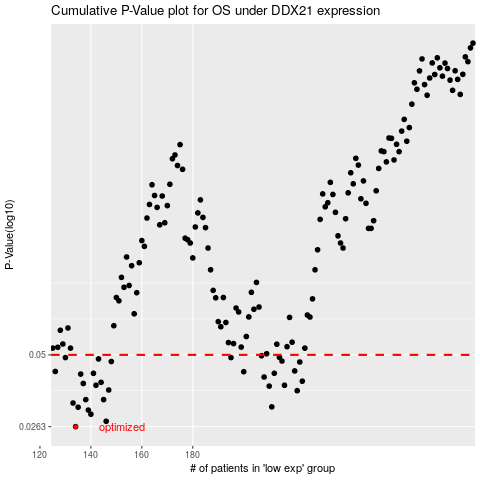 Cumulative P-Value plot for OS under DDX21 expression
P-Value(log10)
0.05
0.0263
optimized
120 140 160 180
# of patients in 'low exp' group